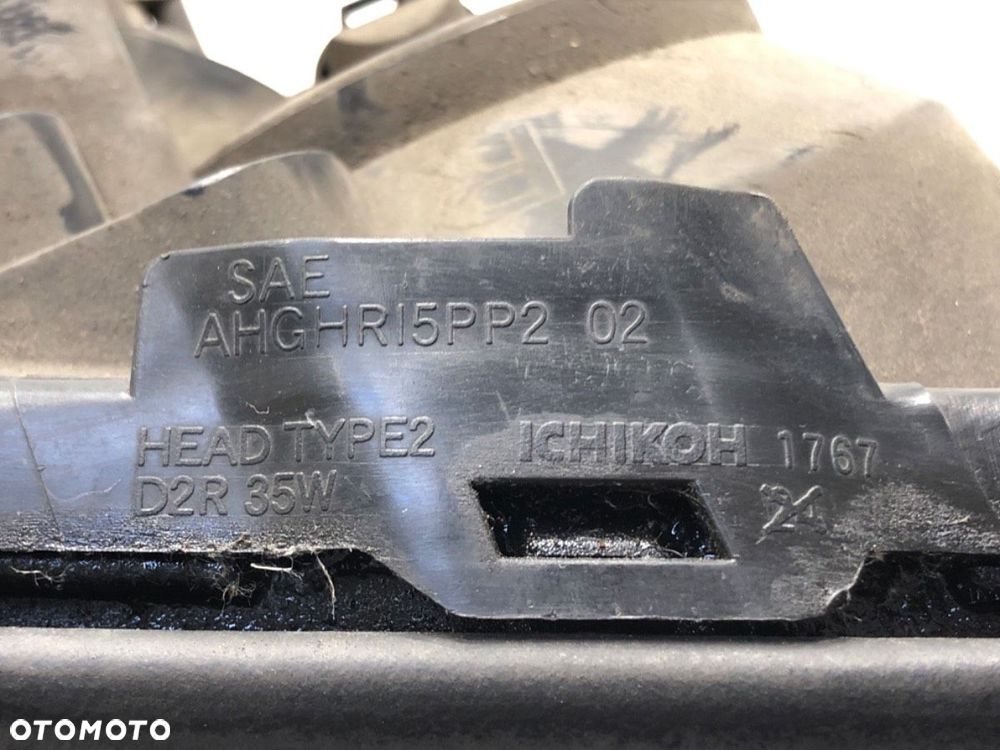 SAE
AHGHRI5PP2 02
HEAD TYPE2 ICHIKOH 1767
D2R 35W
OTOMOTO